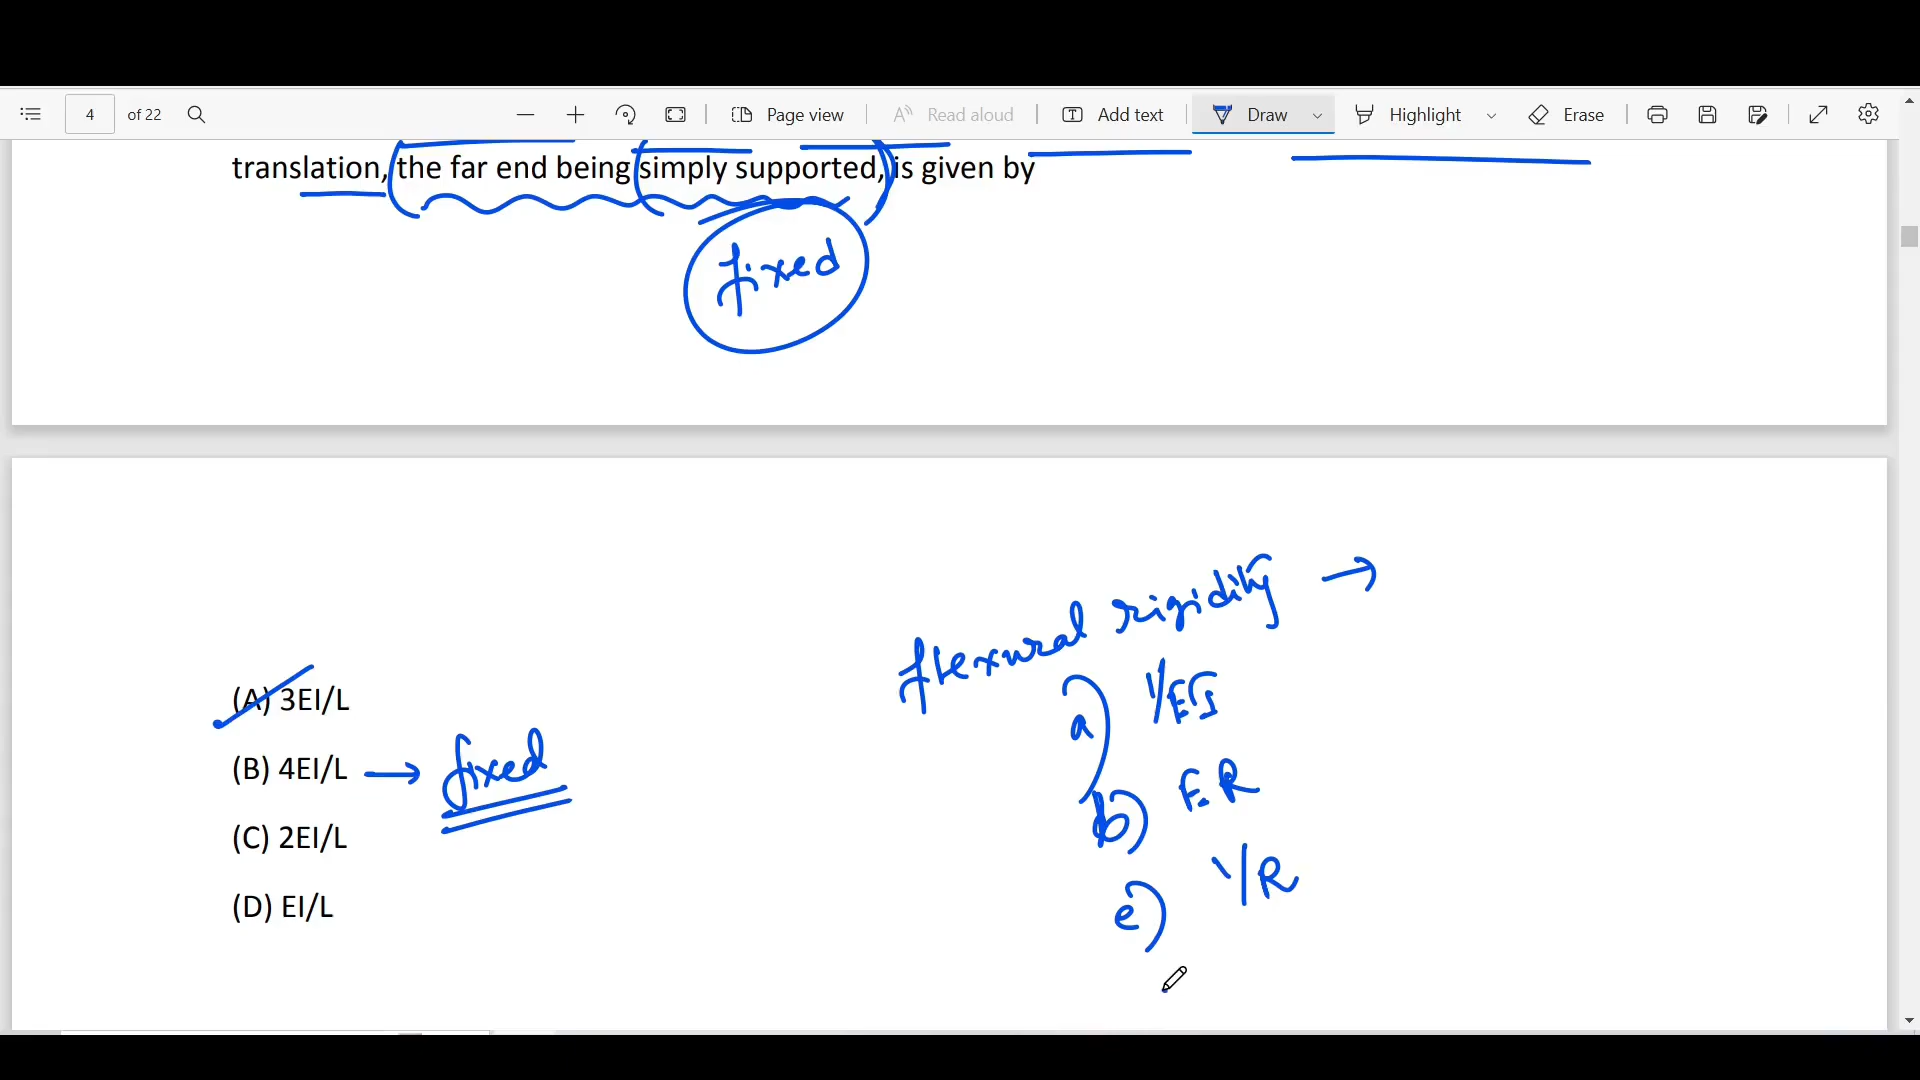 4 of 22 Page view Read aloud Add text Draw Highlight Erase
translation, the far end being simply supported, is given by
fixed
flexural rigidity →
(A) 3EI/L
a) 1/EI
(B) 4EI/L → fixed
b) E.R
(C) 2EI/L
c) 1/R
(D) EI/L